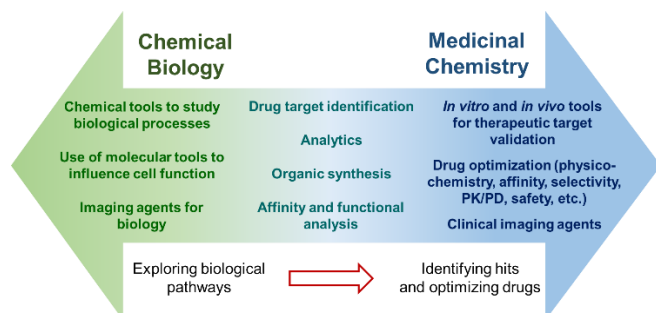 Chemical
Biology
Medicinal
Chemistry
Chemical tools to study
biological processes
Use of molecular tools to
influence cell function
Imaging agents for
biology
Drug target identification
Analytics
Organic synthesis
Affinity and functional
analysis
In vitro and in vivo tools
for therapeutic target
validation
Drug optimization (physico-
chemistry, affinity, selectivity,
PK/PD, safety, etc.)
Clinical imaging agents
Exploring biological
pathways
Identifying hits
and optimizing drugs